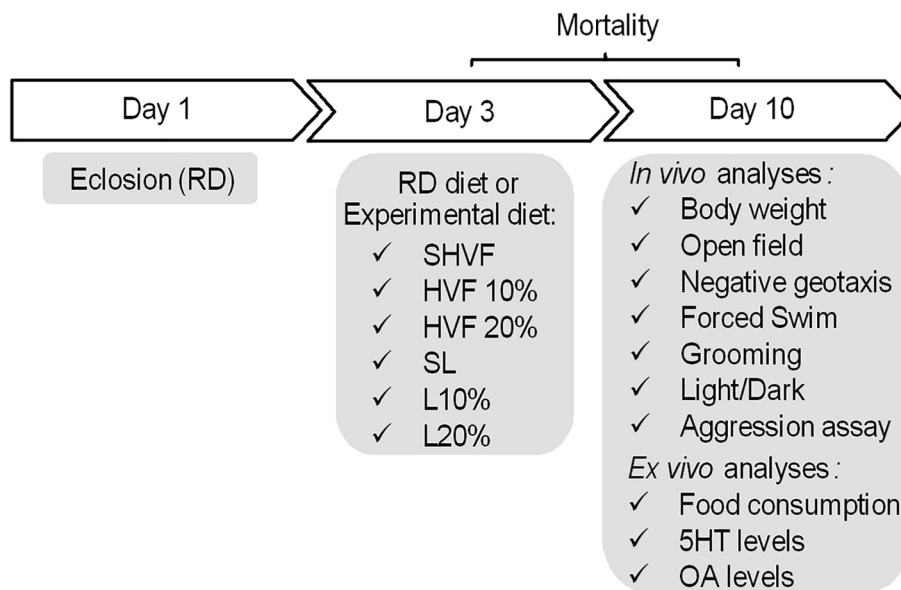 Mortality
Day 1
Day 3
Day 10
Eclosion (RD)
RD diet or
Experimental diet:
✓ SHVF
✓ HVF 10%
✓ HVF 20%
✓ SL
✓ L10%
✓ L20%
In vivo analyses:
✓ Body weight
✓ Open field
✓ Negative geotaxis
✓ Forced Swim
✓ Grooming
✓ Light/Dark
✓ Aggression assay
Ex vivo analyses:
✓ Food consumption
✓ 5HT levels
✓ OA levels